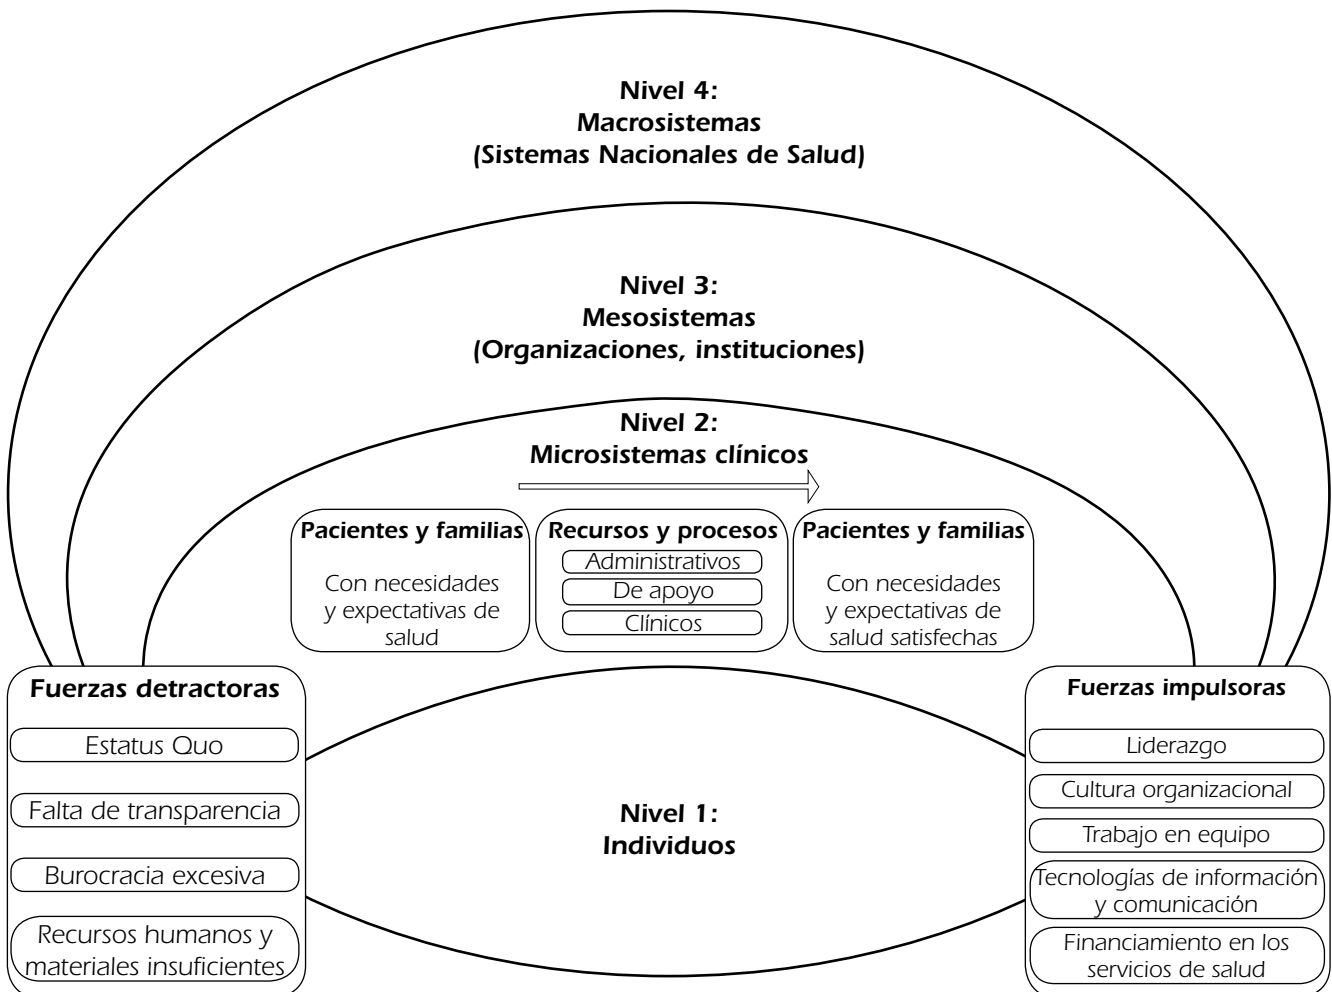 Nivel 4:
Macrosistemas
(Sistemas Nacionales de Salud)
Nivel 3:
Mesosistemas
(Organizaciones, instituciones)
Nivel 2:
Microsistemas clínicos
Pacientes y familias
Con necesidades
y expectativas de
salud
Recursos y procesos
Administrativos
De apoyo
Clínicos
Pacientes y familias
Con necesidades
y expectativas de
salud satisfechas
Fuerzas detractoras
Estatus Quo
Falta de transparencia
Burocracia excesiva
Recursos humanos y
materiales insuficientes
Nivel 1:
Individuos
Fuerzas impulsoras
Liderazgo
Cultura organizacional
Trabajo en equipo
Tecnologías de información
y comunicación
Financiamiento en los
servicios de salud